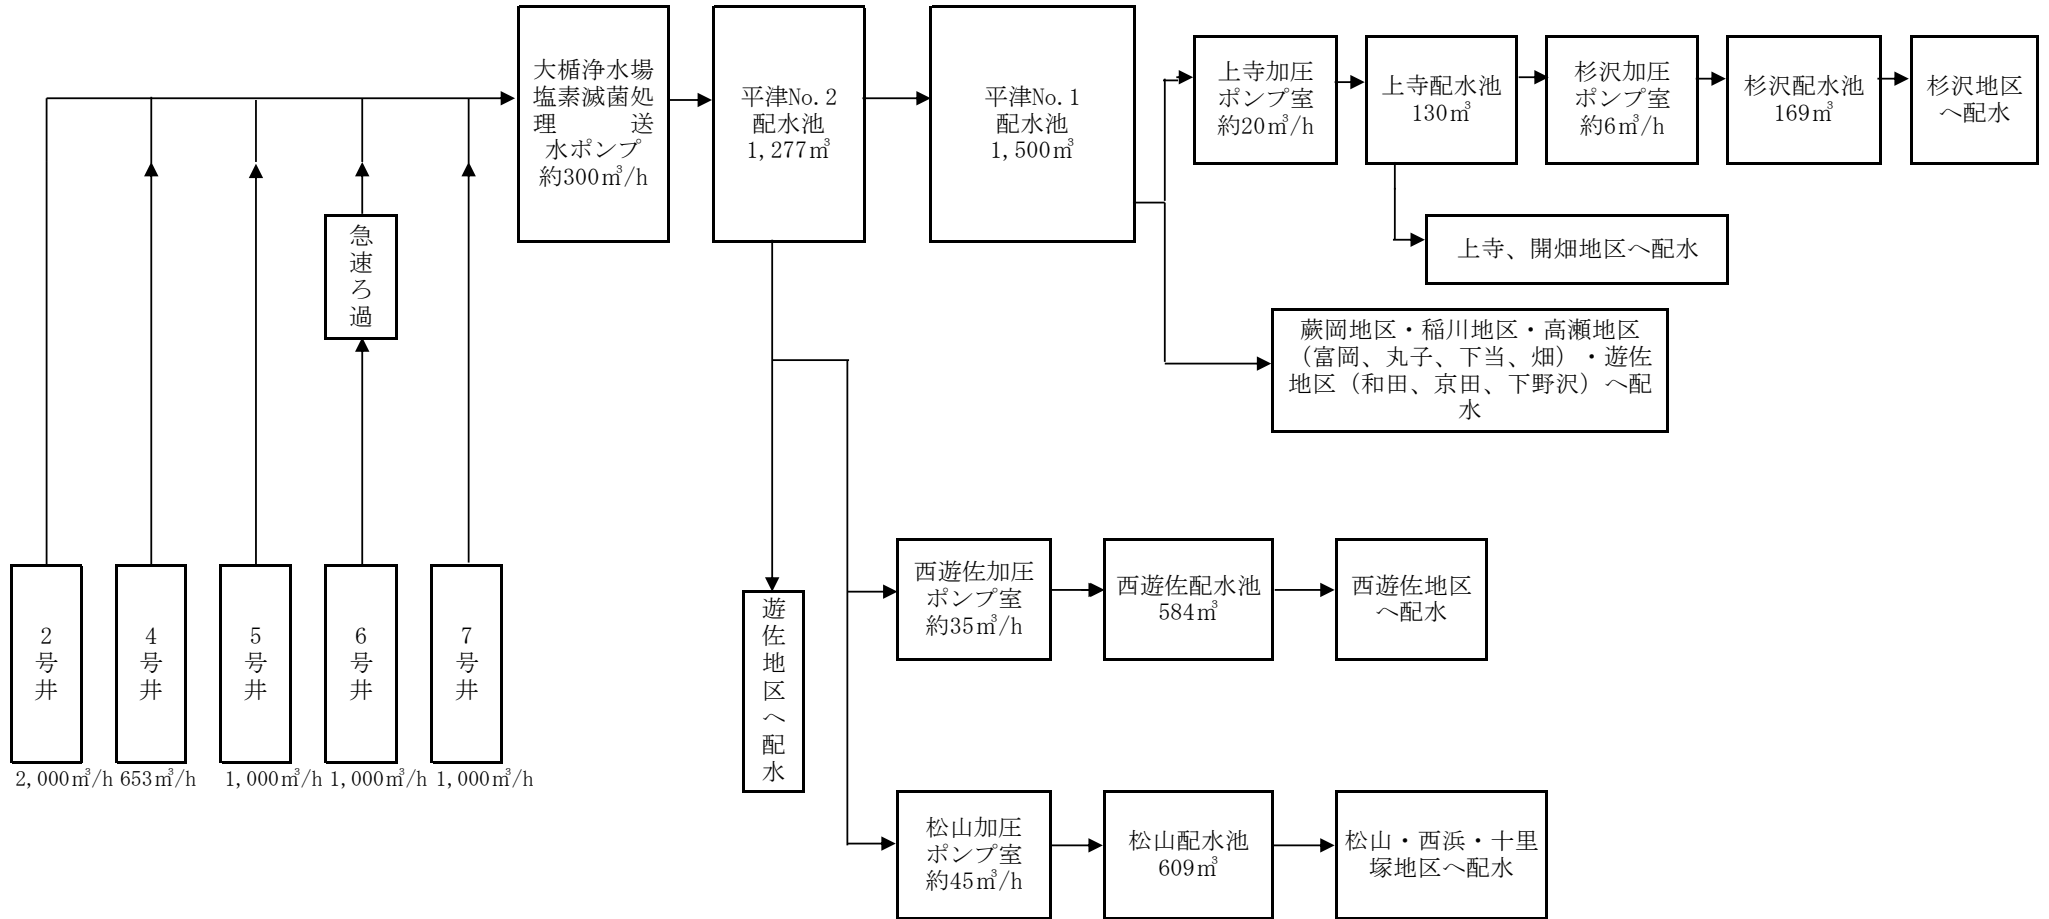 大楯浄水場
塩素滅菌処
理　　　送
水ポンプ
約300㎥/h
平津No.2
配水池
1,277㎥
平津No.1
配水池
1,500㎥
上寺加圧
ポンプ室
約20㎥/h
上寺配水池
130㎥
杉沢加圧
ポンプ室
約6㎥/h
杉沢配水池
169㎥
杉沢地区
へ配水
上寺、開畑地区へ配水
蕨岡地区・稲川地区・高瀬地区
(富岡、丸子、下当、畑)・遊佐
地区(和田、京田、下野沢)へ配
水
急速ろ過
2号井
4号井
5号井
6号井
7号井
2,000㎥/h
653㎥/h
1,000㎥/h
1,000㎥/h
1,000㎥/h
遊佐地区へ配水
西遊佐加圧
ポンプ室
約35㎥/h
西遊佐配水池
584㎥
西遊佐地区
へ配水
松山加圧
ポンプ室
約45㎥/h
松山配水池
609㎥
松山・西浜・十里
塚地区へ配水